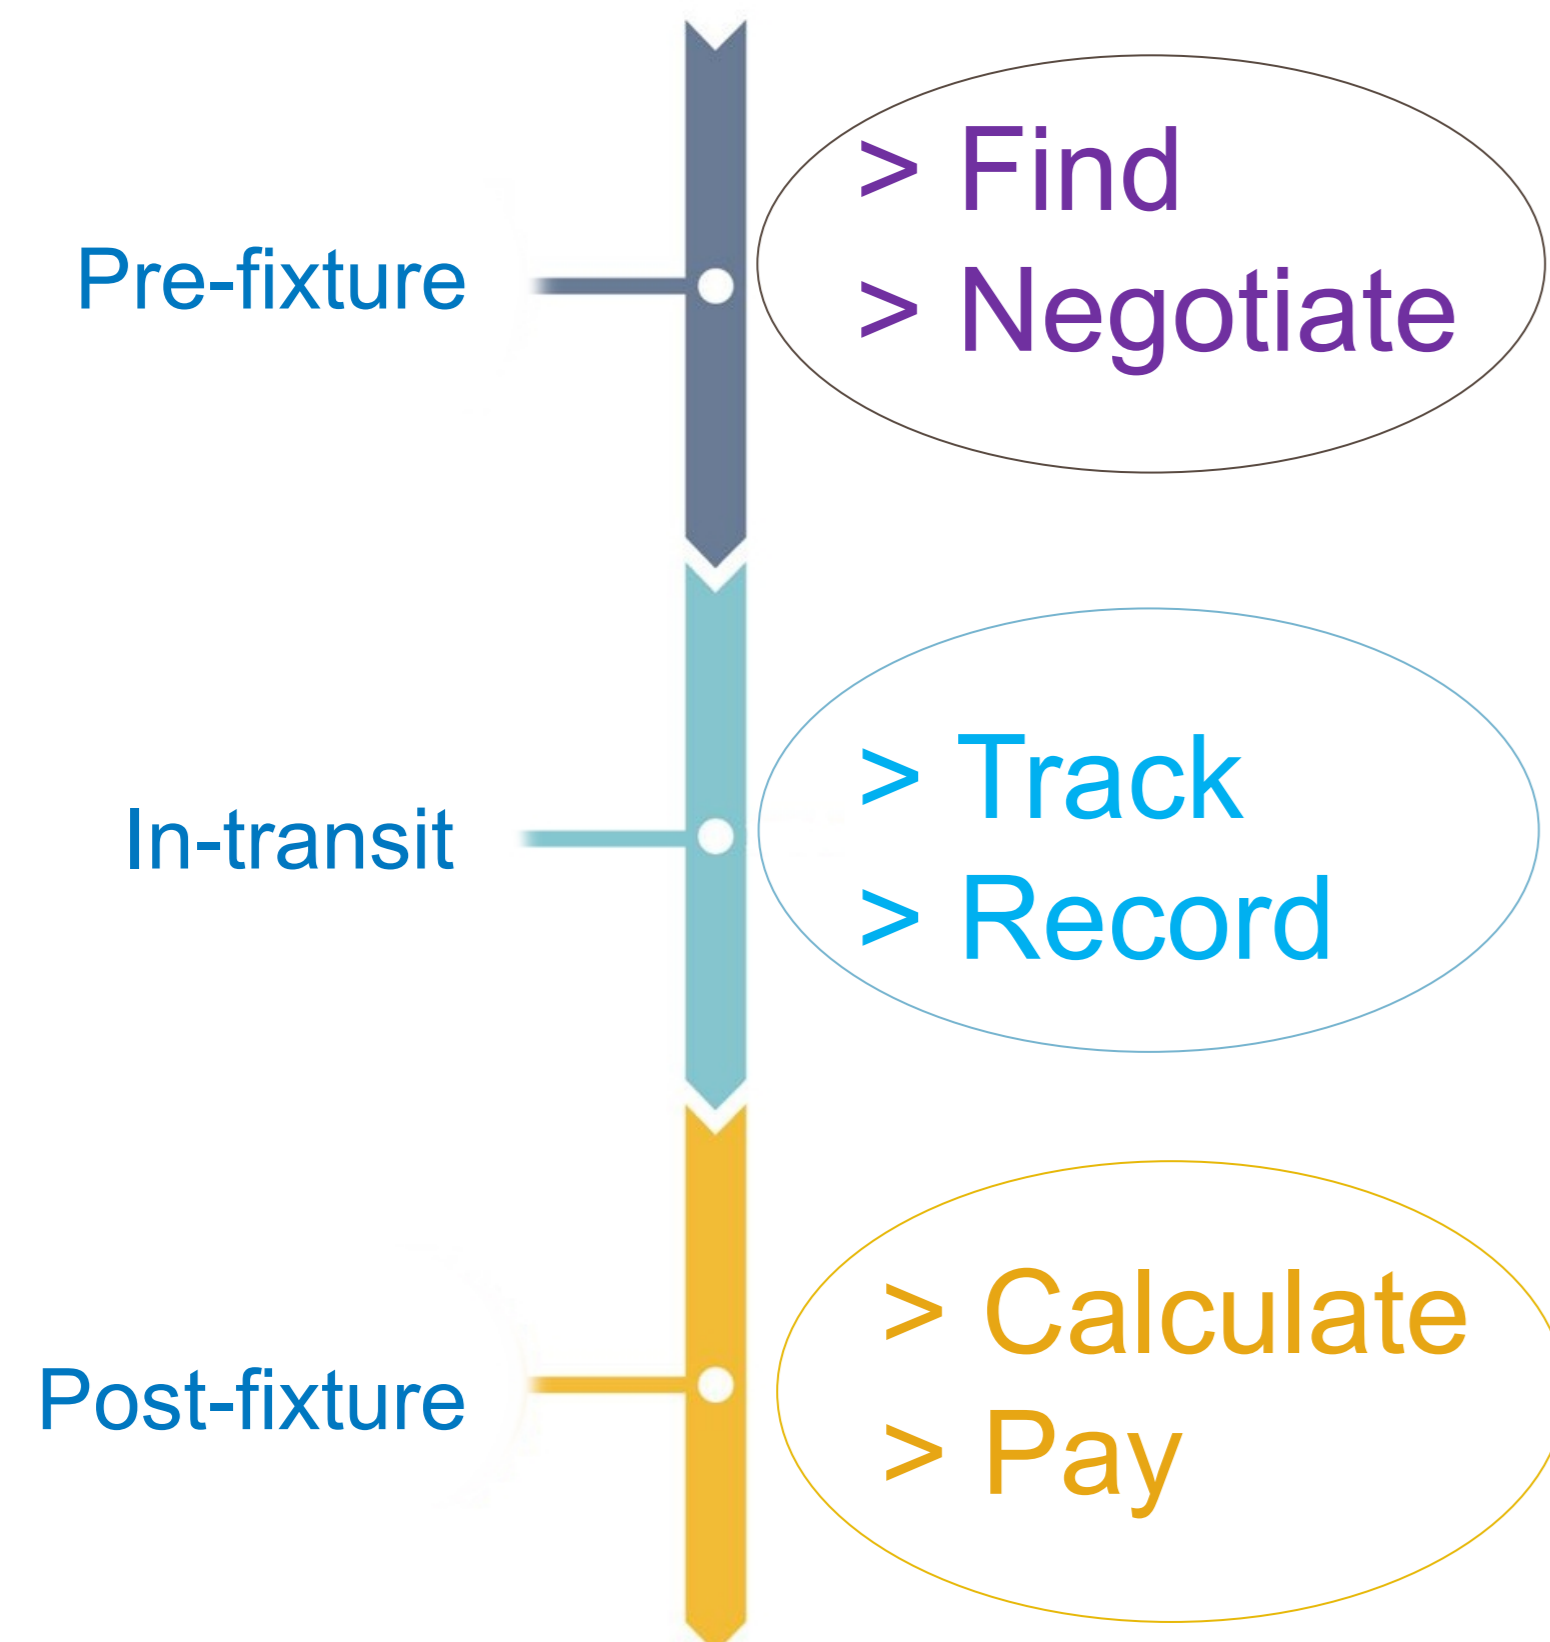 Pre-fixture
> Find
> Negotiate
In-transit
> Track
> Record
Post-fixture
> Calculate
> Pay